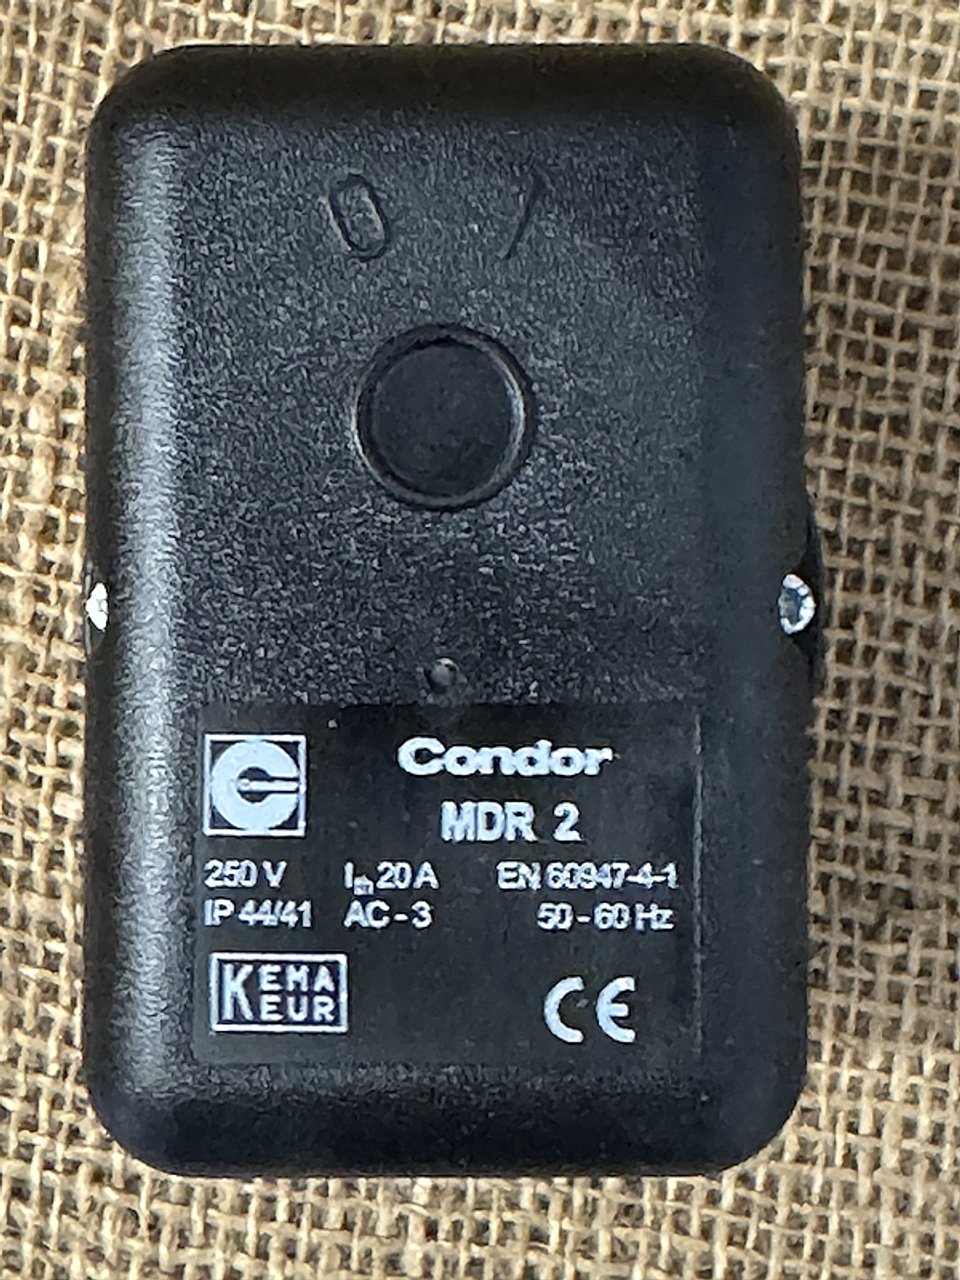 0 I
Condor
MDR 2
250 V Ith 20 A EN 60947-4-1
IP 44/41 AC-3 50-60 Hz
KEMA
EUR
CE